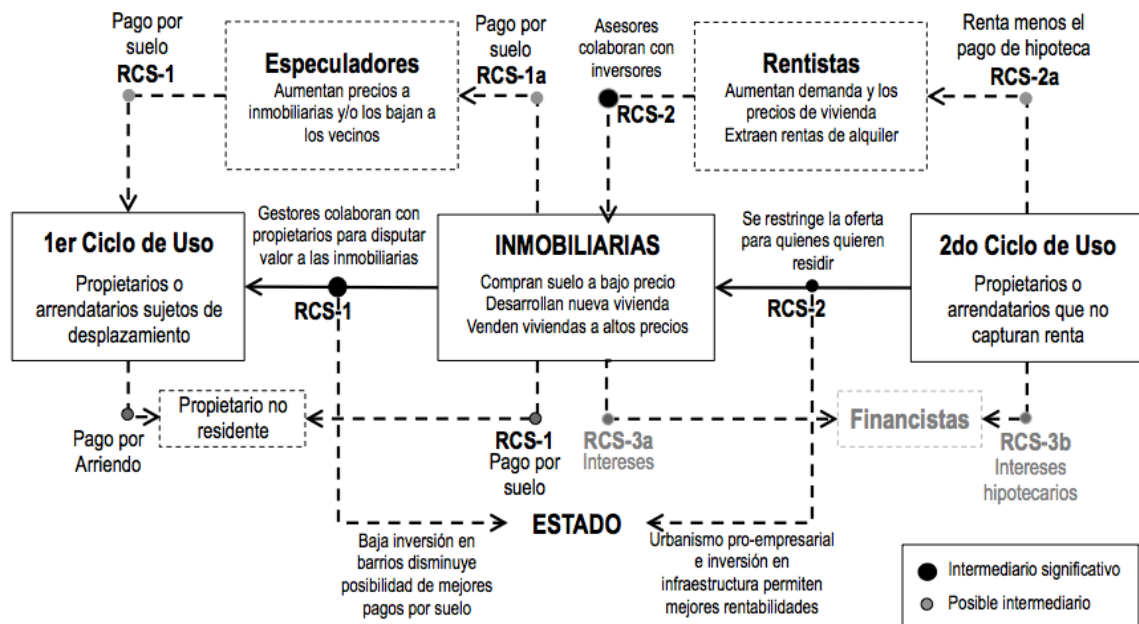 Pago por
suelo
RCS-1
Especuladores
Aumentan precios a
inmobiliarias y/o los bajan a
los vecinos
Pago por
suelo
RCS-1a
Asesores
colaboran con
inversores
RCS-2
Rentistas
Aumentan demanda y los
precios de vivienda
Extraen rentas de alquiler
Renta menos el
pago de hipoteca
RCS-2a
1er Ciclo de Uso
Propietarios o
arrendatarios sujetos de
desplazamiento
Gestores colaboran con
propietarios para disputar
valor a las inmobiliarias
RCS-1
INMOBILIARIAS
Compran suelo a bajo precio
Desarrollan nueva vivienda
Venden viviendas a altos precios
Se restringe la oferta
para quienes quieren
residir
RCS-2
2do Ciclo de Uso
Propietarios o
arrendatarios que no
capturan renta
Pago por
Arriendo
Propietario no
residente
RCS-1
Pago por
suelo
RCS-3a
Intereses
Financistas
RCS-3b
Intereses
hipotecarios
ESTADO
Baja inversión en
barrios disminuye
posibilidad de mejores
pagos por suelo
Urbanismo pro-empresarial
e inversión en
infraestructura permiten
mejores rentabilidades
Intermediario significativo
Posible intermediario